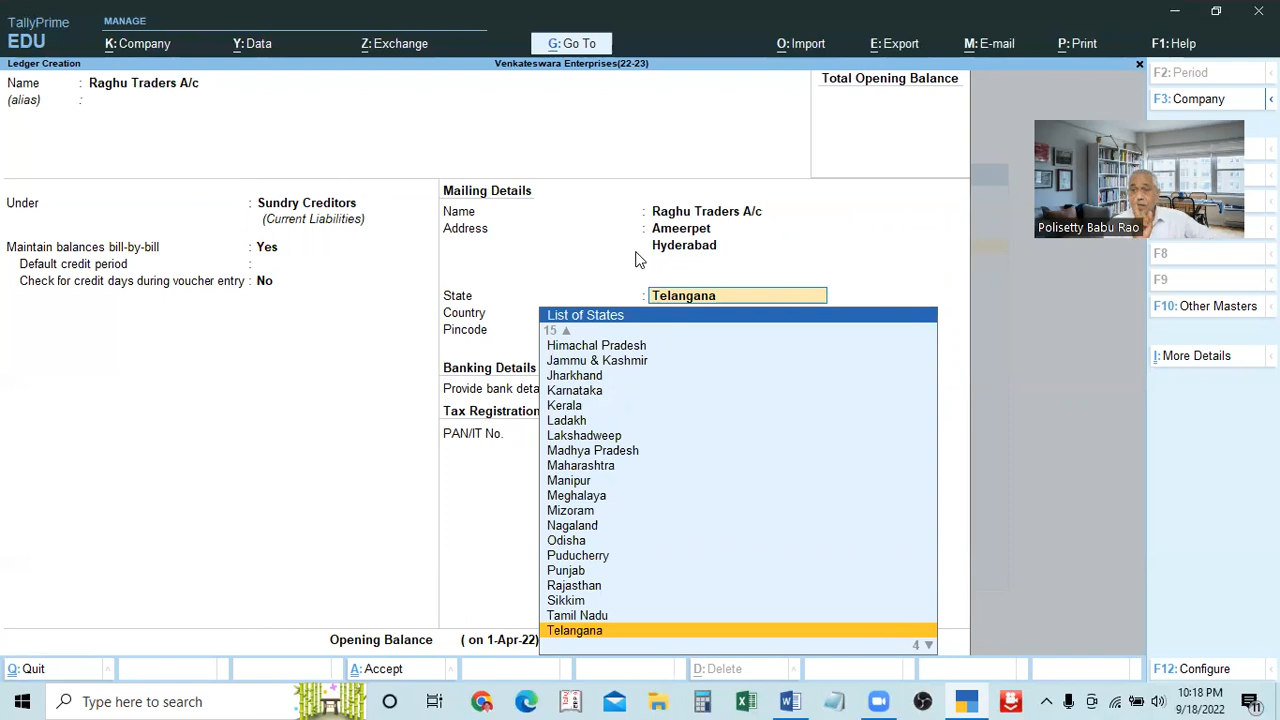 TallyPrime
EDU
MANAGE
K: Company
Y: Data
Z: Exchange
G: Go To
O: Import
E: Export
M: E-mail
P: Print
F1: Help
Ledger Creation
Venkateswara Enterprises(22-23)
Name : Raghu Traders A/c
(alias) :
Total Opening Balance
Under : Sundry Creditors
(Current Liabilities)
Maintain balances bill-by-bill : Yes
Default credit period :
Check for credit days during voucher entry : No
Mailing Details
Name : Raghu Traders A/c
Address : Ameerpet
Hyderabad
State : Telangana
Country
Pincode
Banking Details
Provide bank deta
Tax Registration
PAN/IT No.
List of States
15 ▲
Himachal Pradesh
Jammu & Kashmir
Jharkhand
Karnataka
Kerala
Ladakh
Lakshadweep
Madhya Pradesh
Maharashtra
Manipur
Meghalaya
Mizoram
Nagaland
Odisha
Puducherry
Punjab
Rajasthan
Sikkim
Tamil Nadu
Telangana
4 ▼
Opening Balance ( on 1-Apr-22)
F2: Period
F3: Company
Polisetty Babu Rao
F8
F9
F10: Other Masters
I: More Details
Q: Quit
A: Accept
D: Delete
F12: Configure
Type here to search
10:18 PM
9/18/2022
11